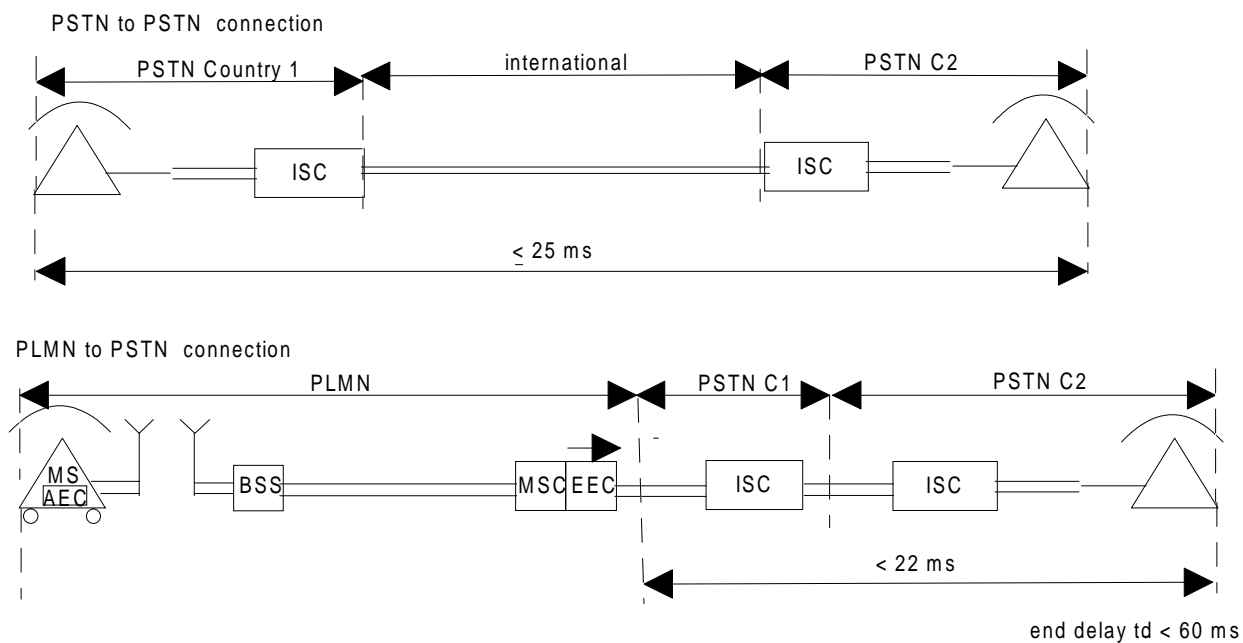 PSTN to PSTN connection
PSTN Country 1
international
PSTN C2
ISC
ISC
≤ 25 ms
PLMN to PSTN connection
PLMN
PSTN C1
PSTN C2
MS
AEC
BSS
MSC
EEC
ISC
ISC
< 22 ms
end delay td < 60 ms